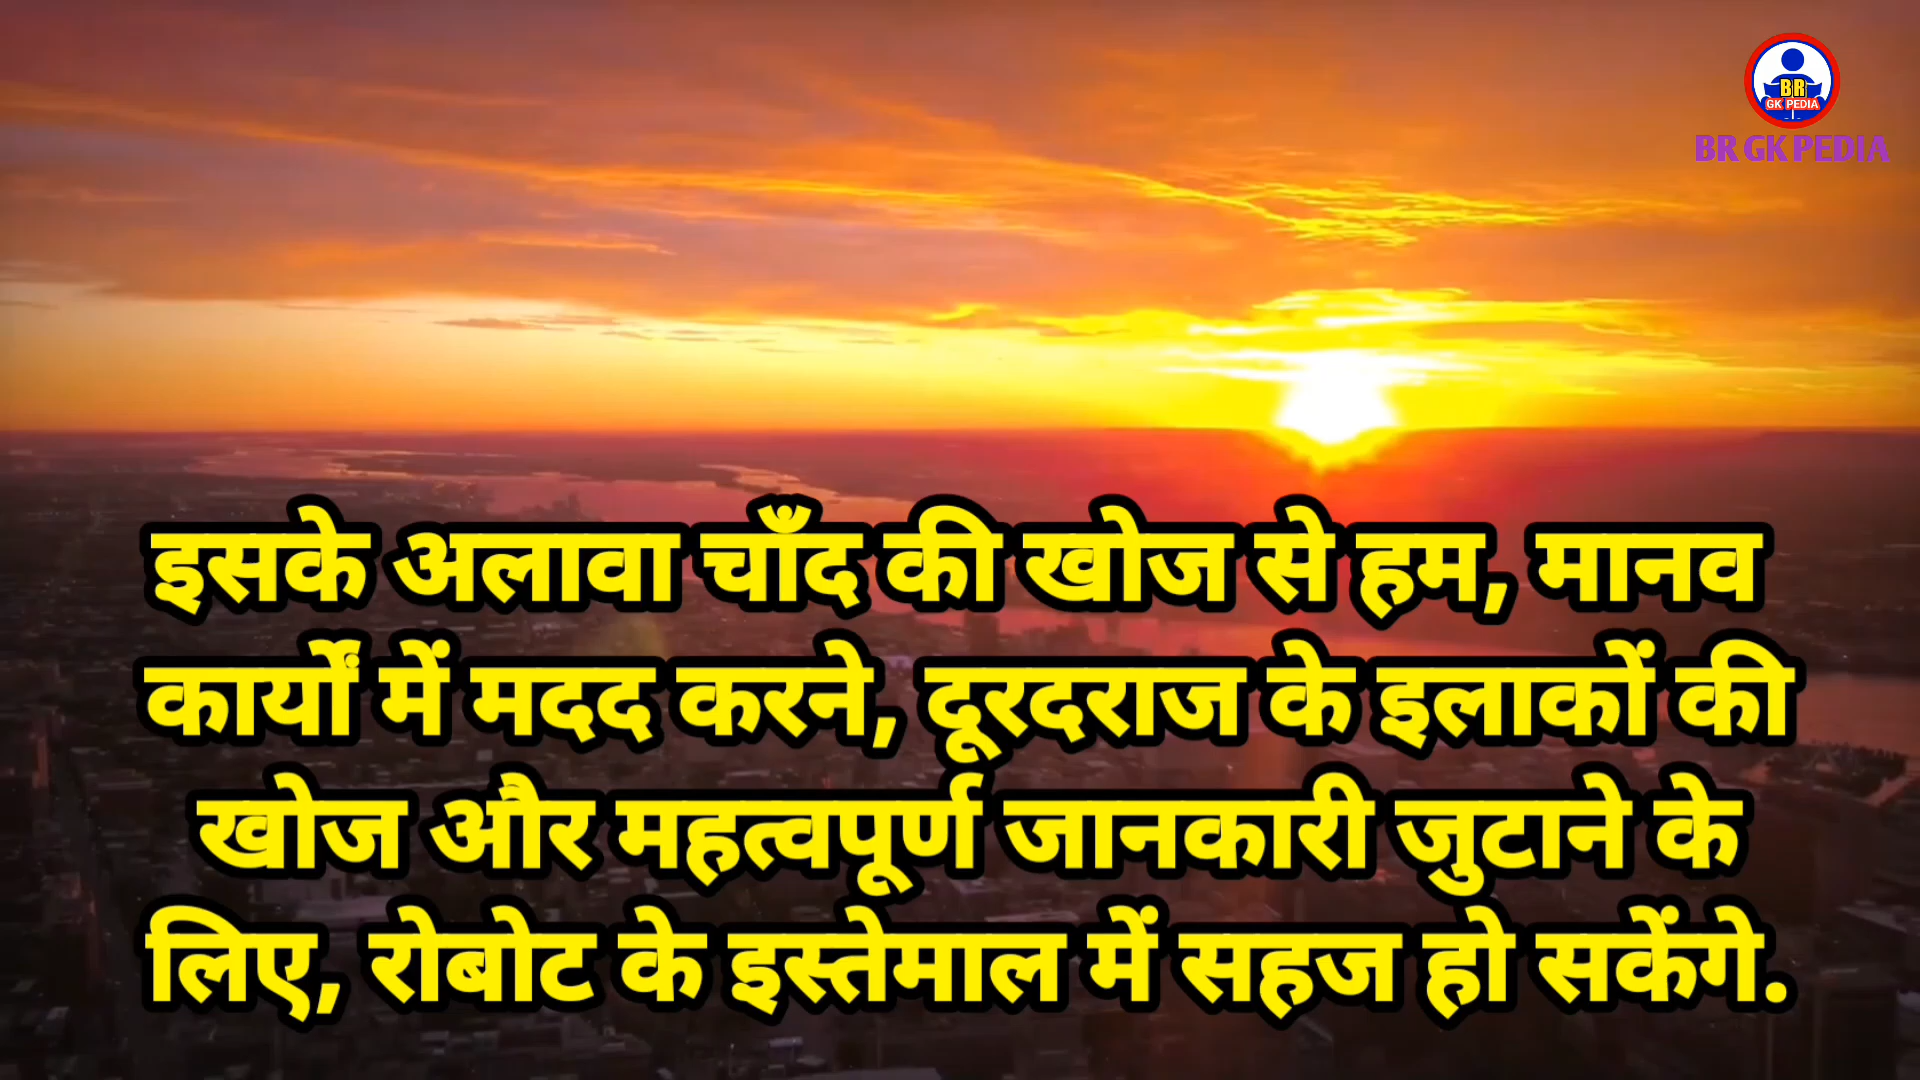 BR
GK PEDIA
BR GK PEDIA
इसके अलावा चाँद की खोज से हम, मानव
कार्यों में मदद करने, दूरदराज के इलाकों की
खोज और महत्वपूर्ण जानकारी जुटाने के
लिए, रोबोट के इस्तेमाल में सहज हो सकेंगे.